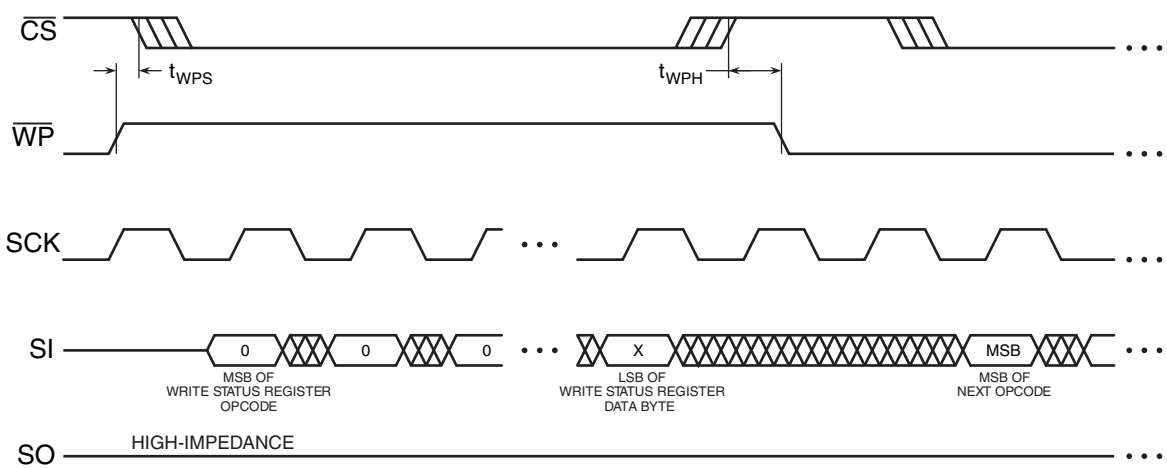 CS
tWPS
tWPH
WP
SCK
SI
0
0
0
X
MSB
MSB OF
WRITE STATUS REGISTER
OPCODE
LSB OF
WRITE STATUS REGISTER
DATA BYTE
MSB OF
NEXT OPCODE
SO
HIGH-IMPEDANCE